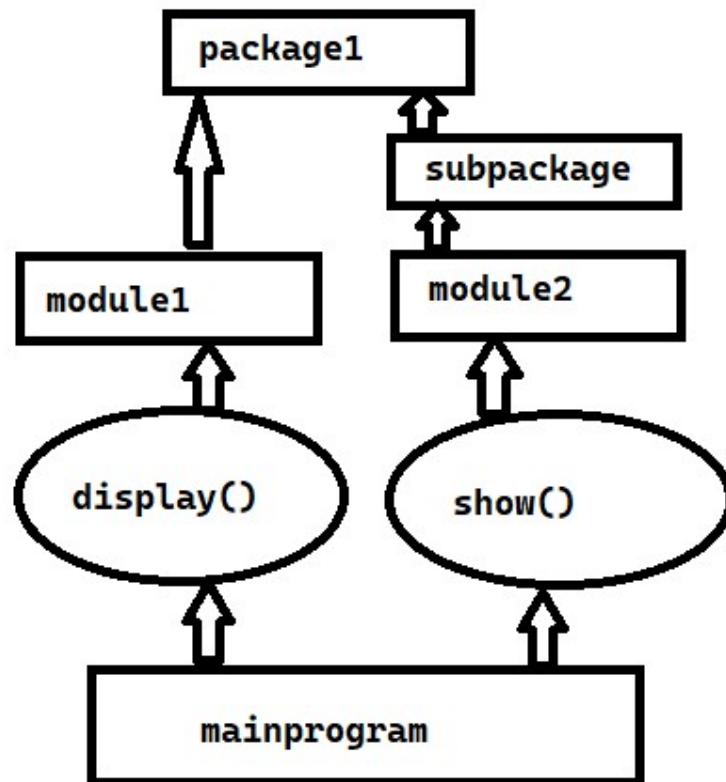 package1
subpackage
module1
module2
display()
show()
mainprogram